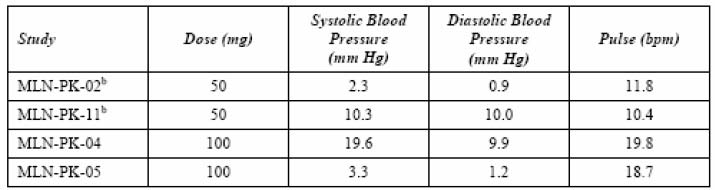 Study Dose (mg) Systolic Blood Pressure (mm Hg) Diastolic Blood Pressure (mm Hg) Pulse (bpm)
MLN-PK-02b 50 2.3 0.9 11.8
MLN-PK-11b 50 10.3 10.0 10.4
MLN-PK-04 100 19.6 9.9 19.8
MLN-PK-05 100 3.3 1.2 18.7